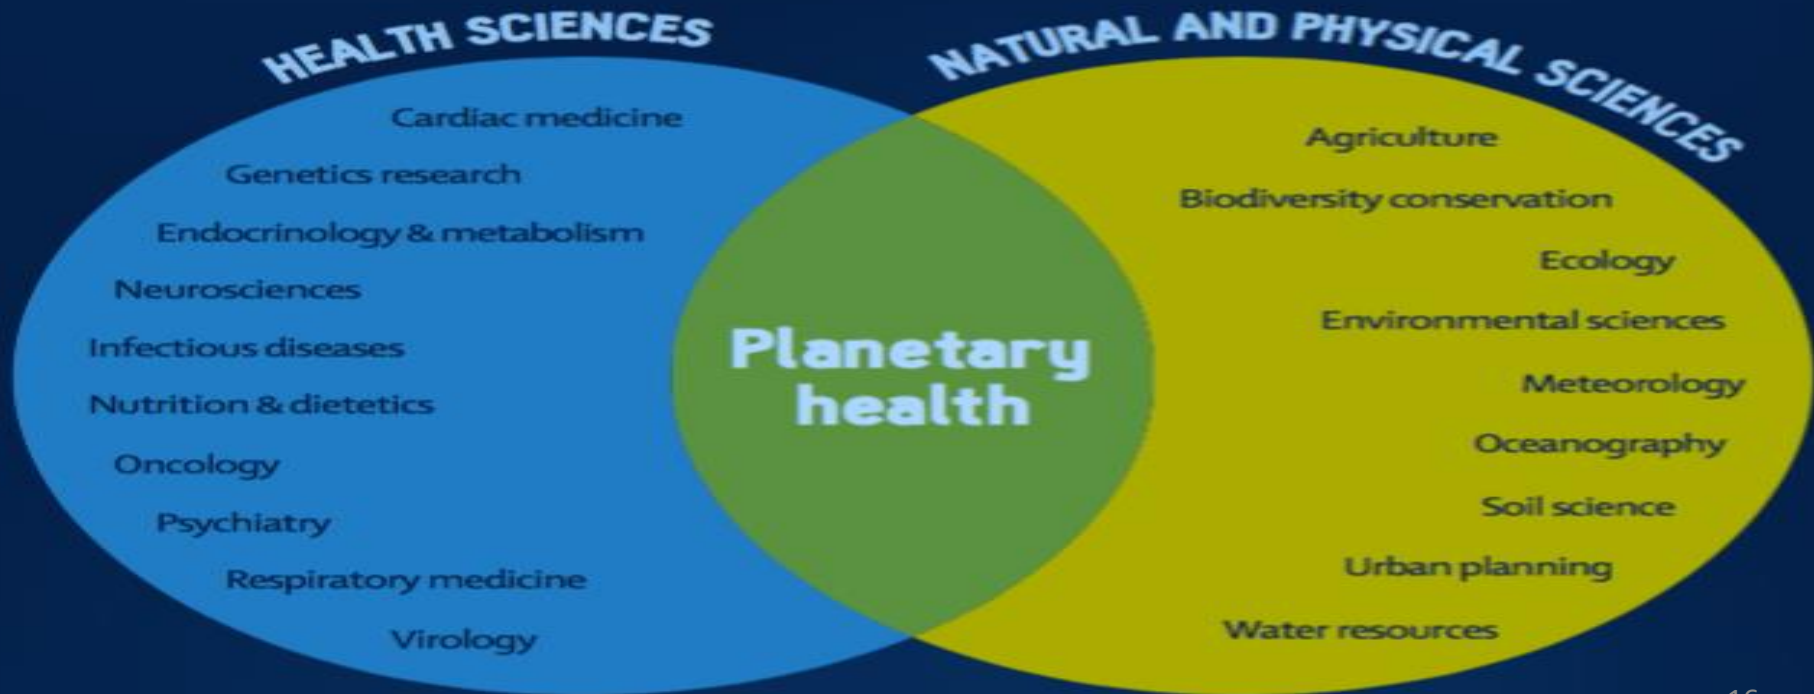 HEALTH SCIENCES
Cardiac medicine
Genetics research
Endocrinology & metabolism
Neurosciences
Infectious diseases
Nutrition & dietetics
Oncology
Psychiatry
Respiratory medicine
Virology
Planetary
health
NATURAL AND PHYSICAL SCIENCES
Agriculture
Biodiversity conservation
Ecology
Environmental sciences
Meteorology
Oceanography
Soil science
Urban planning
Water resources